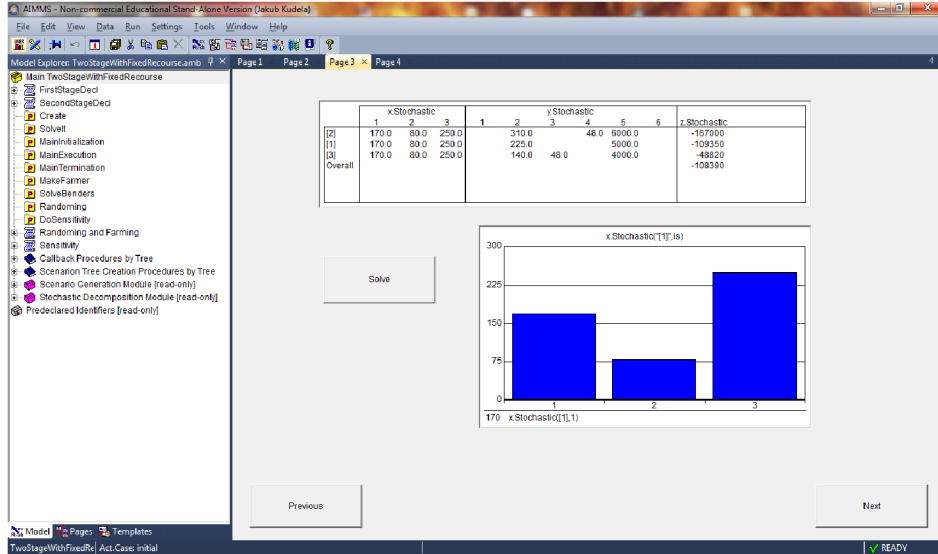 AIMMS - Non-commercial Educational Stand-Alone Version (Jakub Kudela)
File Edit View Data Run Settings Tools Window Help
Model Explorer: TwoStageWithFixedRecourse.amb
Page 1 Page 2 Page 3 Page 4
Main TwoStageWithFixedRecourse
FirstStageDecl
SecondStageDecl
Create
SolveIt
MainInitialization
MainExecution
MainTermination
MakeFarmer
SolveBenders
Randoming
DoSensitivity
Randoming and Farming
Sensitivity
Callback Procedures by Tree
Scenarion Tree Creation Procedures by Tree
Scenario Generation Module [read-only]
Stochastic Decomposition Module [read-only]
Predeclared Identifiers [read-only]
x.Stochastic y.Stochastic
1 2 3 1 2 3 4 5 6 z.Stochastic
[2] 170.0 80.0 250.0 310.0 48.0 6000.0 -167000
[1] 170.0 80.0 250.0 225.0 5000.0 -109350
[3] 170.0 80.0 250.0 140.0 48.0 4000.0 -48820
Overall -108390
Solve
x.Stochastic("[1]",is)
300
225
150
75
0
1 2 3
170 x.Stochastic([1],1)
Previous
Next
Model Pages Templates
TwoStageWithFixedRe Act.Case: initial READY